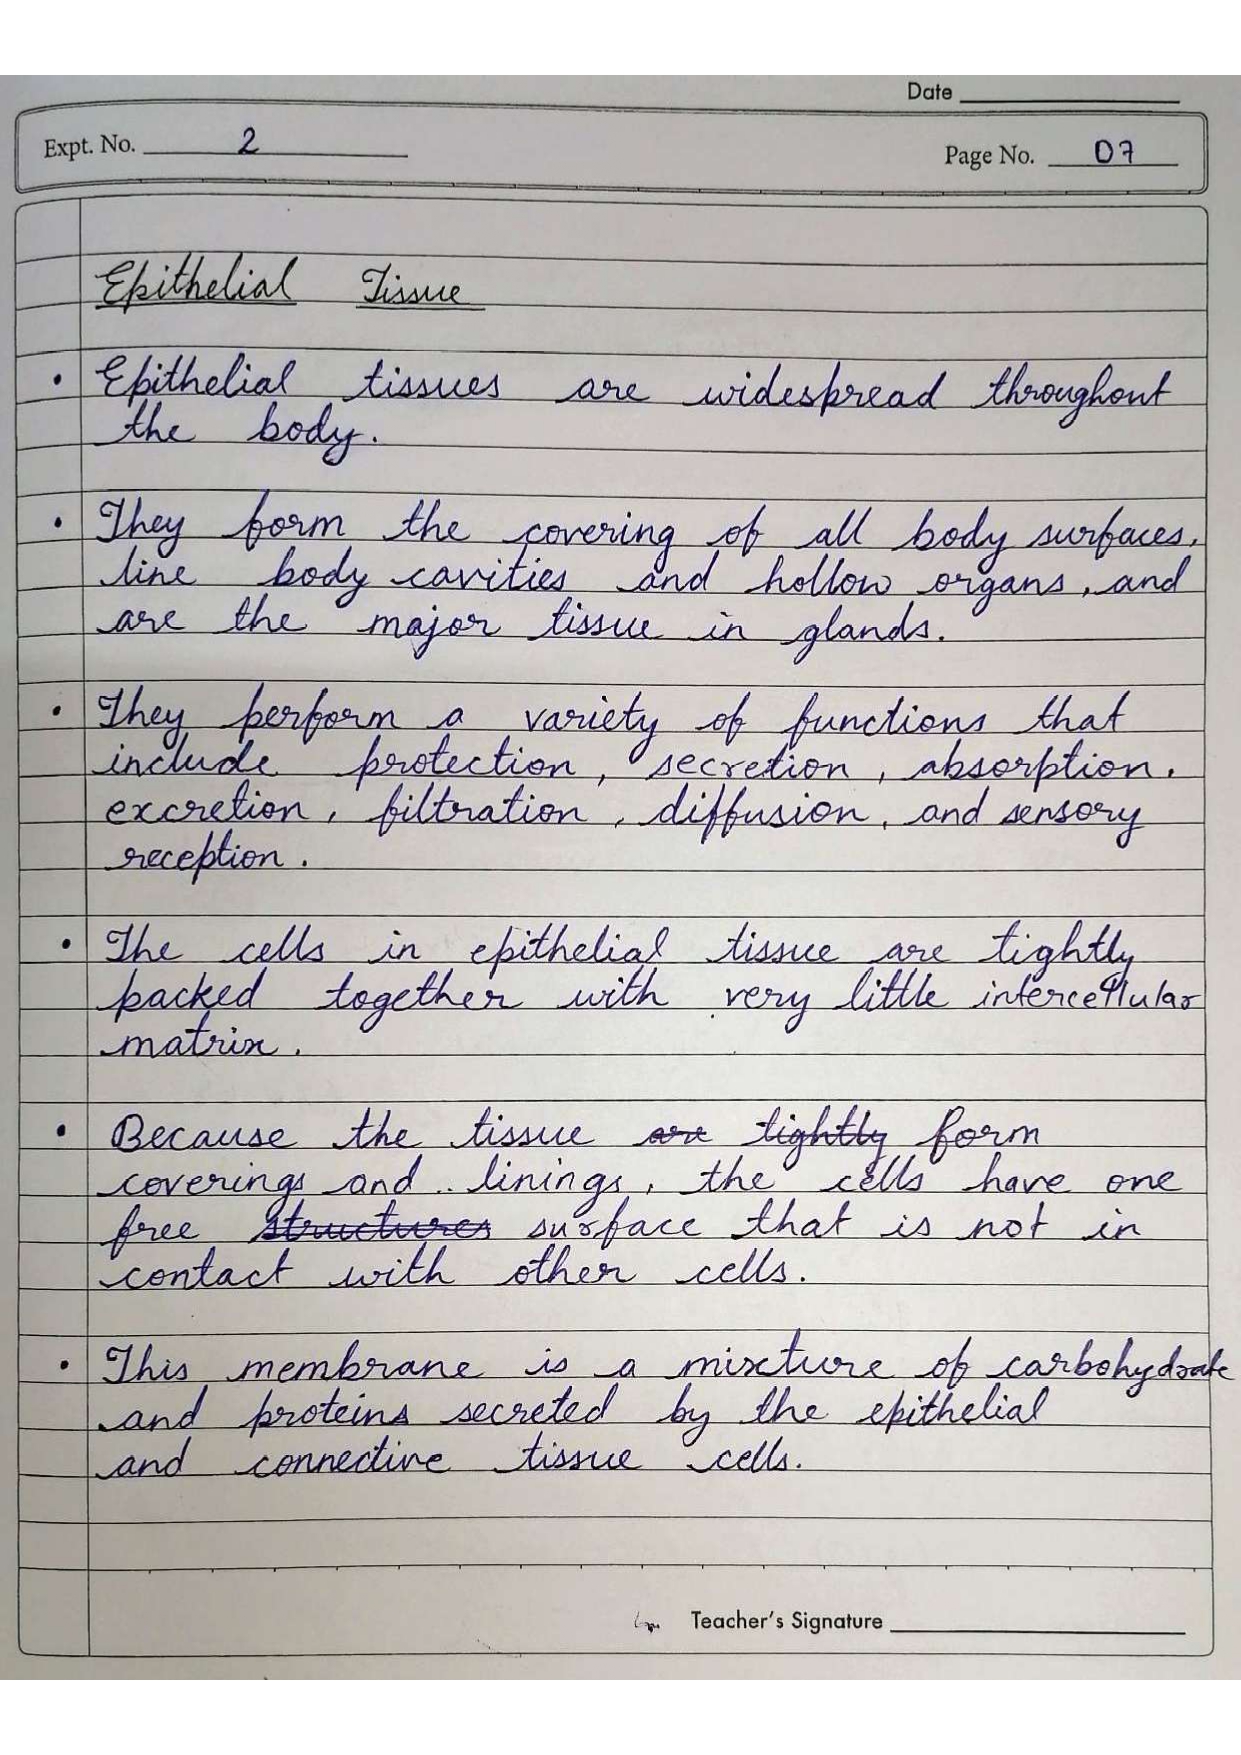 Date
Expt. No. 2
Page No. 07
Epithelial Tissue
• Epithelial tissues are widespread throughout
the body.
• They form the covering of all body surfaces,
line body cavities and hollow organs, and
are the major tissue in glands.
• They perform a variety of functions that
include protection, secretion, absorption,
excretion, filtration, diffusion, and sensory
reception.
• The cells in epithelial tissue are tightly
packed together with very little intercellular
matrix.
• Because the tissue are tightly form
coverings and linings, the cells have one
free structures surface that is not in
contact with other cells.
• This membrane is a mixture of carbohydrate
and proteins secreted by the epithelial
and connective tissue cells.
Teacher's Signature